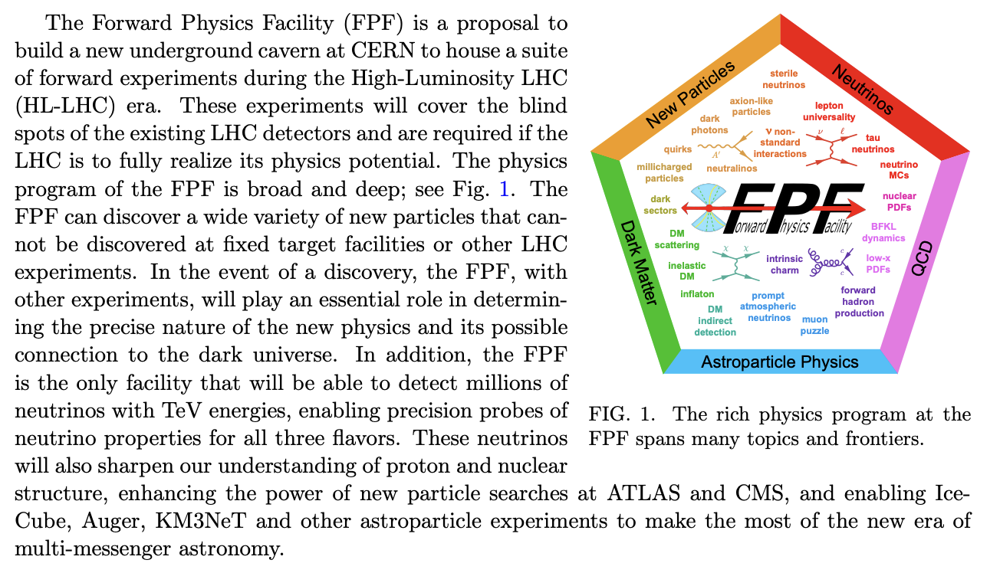 The Forward Physics Facility (FPF) is a proposal to
build a new underground cavern at CERN to house a suite
of forward experiments during the High-Luminosity LHC
(HL-LHC) era. These experiments will cover the blind
spots of the existing LHC detectors and are required if the
LHC is to fully realize its physics potential. The physics
program of the FPF is broad and deep; see Fig. 1. The
FPF can discover a wide variety of new particles that can-
not be discovered at fixed target facilities or other LHC
experiments. In the event of a discovery, the FPF, with
other experiments, will play an essential role in determin-
ing the precise nature of the new physics and its possible
connection to the dark universe. In addition, the FPF
is the only facility that will be able to detect millions of
neutrinos with TeV energies, enabling precision probes of
neutrino properties for all three flavors. These neutrinos
will also sharpen our understanding of proton and nuclear
structure, enhancing the power of new particle searches at ATLAS and CMS, and enabling Ice-
Cube, Auger, KM3NeT and other astroparticle experiments to make the most of the new era of
multi-messenger astronomy.
New Particles
Neutrinos
QCD
Astroparticle Physics
Dark Matter
sterile
neutrinos
axion-like
particles
dark
photons
quirks
A′
millicharged
particles
neutralinos
ν non-
standard
interactions
lepton
universality
ν
ℓ
tau
neutrinos
neutrino
MCs
dark
sectors
FPF
Forward Physics Facility
nuclear
PDFs
BFKL
dynamics
low-x
PDFs
DM
scattering
inelastic
DM
χ
χ
intrinsic
charm
c
c
inflaton
DM
indirect
detection
prompt
atmospheric
neutrinos
muon
puzzle
forward
hadron
production
FIG. 1. The rich physics program at the
FPF spans many topics and frontiers.